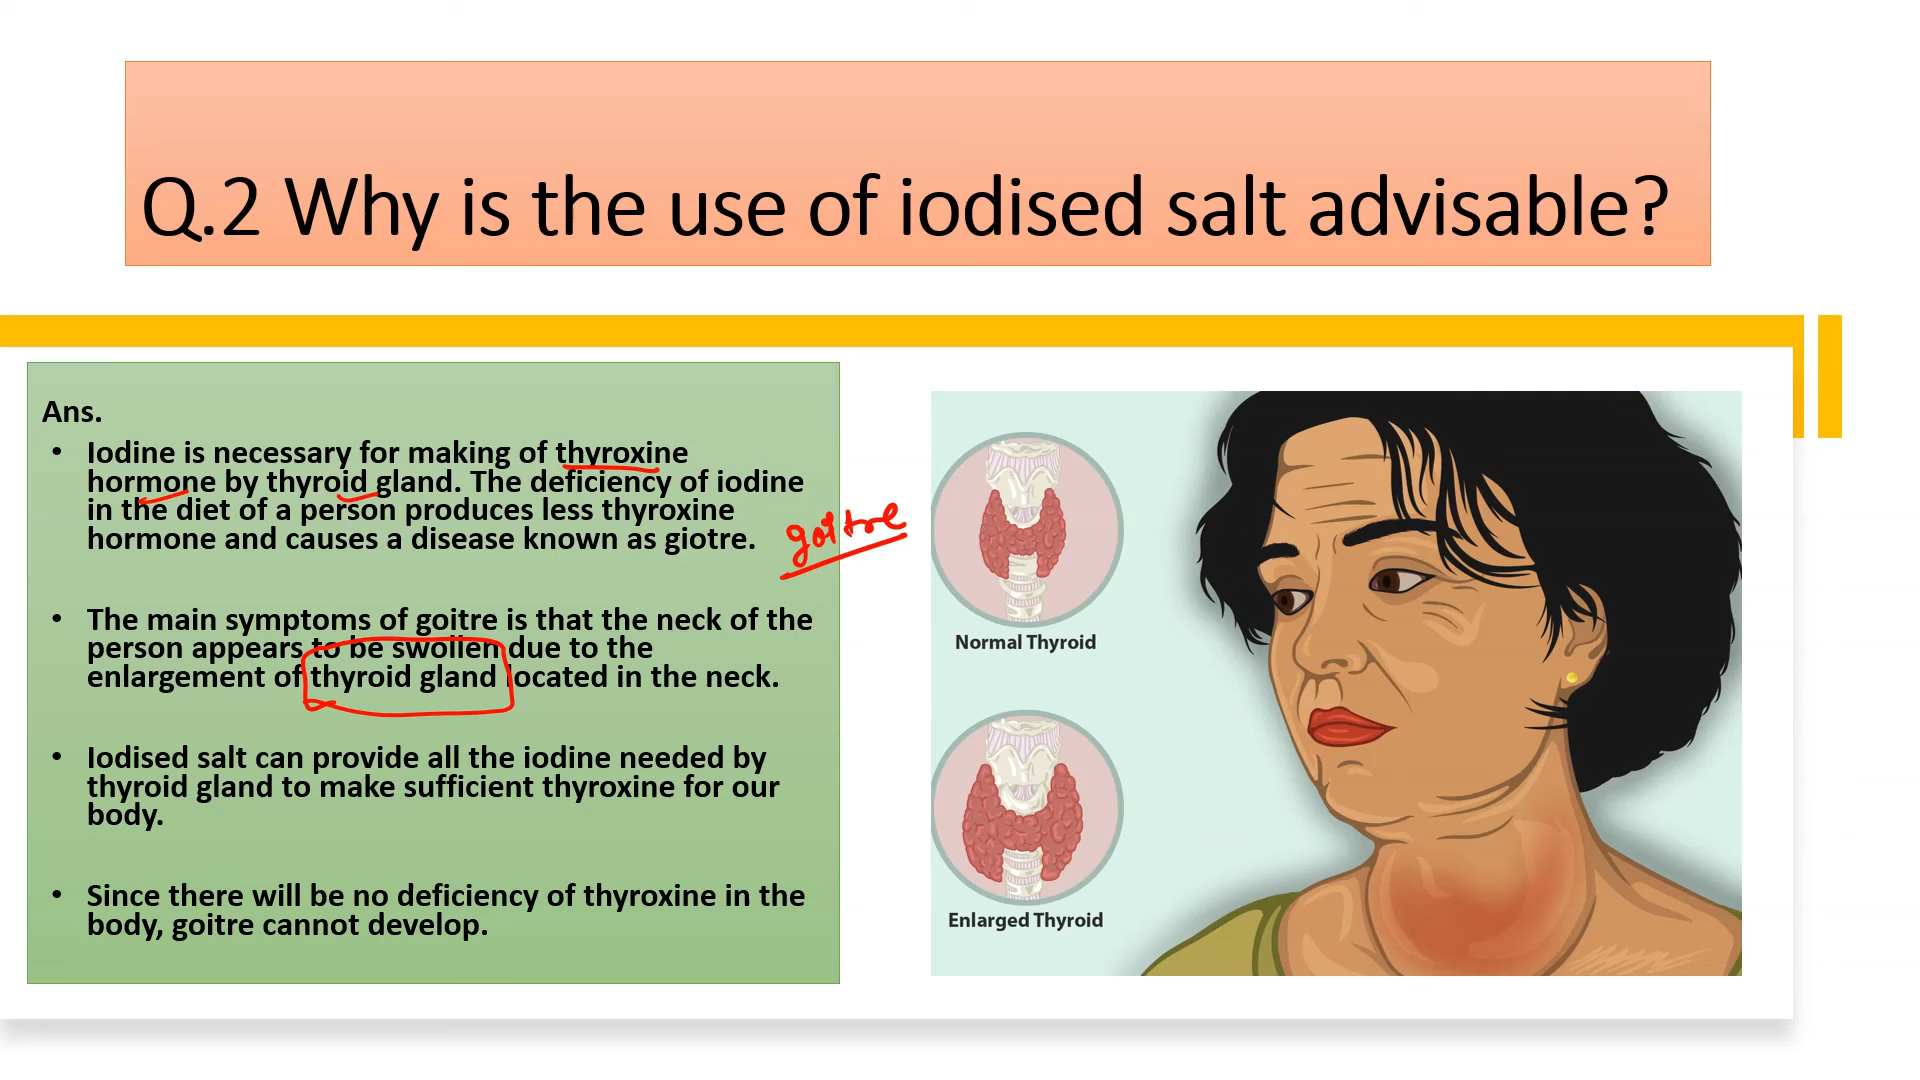 Q.2 Why is the use of iodised salt advisable?
Ans.
• Iodine is necessary for making of thyroxine
hormone by thyroid gland. The deficiency of iodine
in the diet of a person produces less thyroxine
hormone and causes a disease known as giotre.
goitre
• The main symptoms of goitre is that the neck of the
person appears to be swollen due to the
enlargement of thyroid gland located in the neck.
• Iodised salt can provide all the iodine needed by
thyroid gland to make sufficient thyroxine for our
body.
• Since there will be no deficiency of thyroxine in the
body, goitre cannot develop.
Normal Thyroid
Enlarged Thyroid